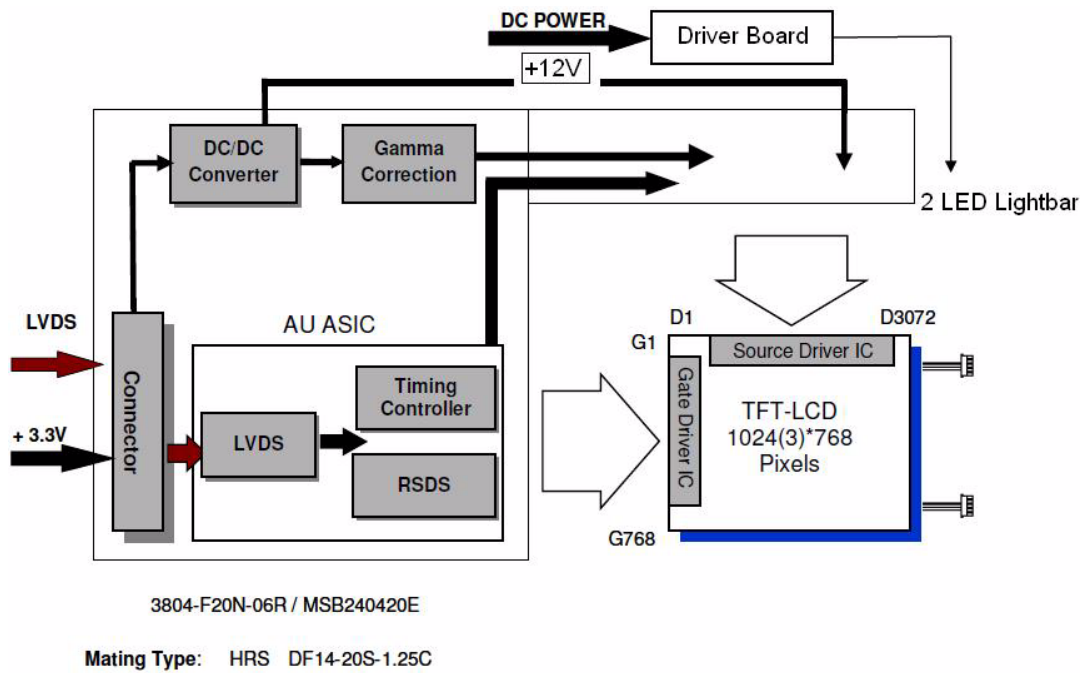 DC POWER
Driver Board
+12V
DC/DC
Converter
Gamma
Correction
2 LED Lightbar
LVDS
AU ASIC
D1
D3072
G1
Source Driver IC
Connector
Timing
Controller
Gate Driver IC
TFT-LCD
1024(3)*768
Pixels
+ 3.3V
LVDS
RSDS
G768
3804-F20N-06R / MSB240420E
Mating Type: HRS DF14-20S-1.25C